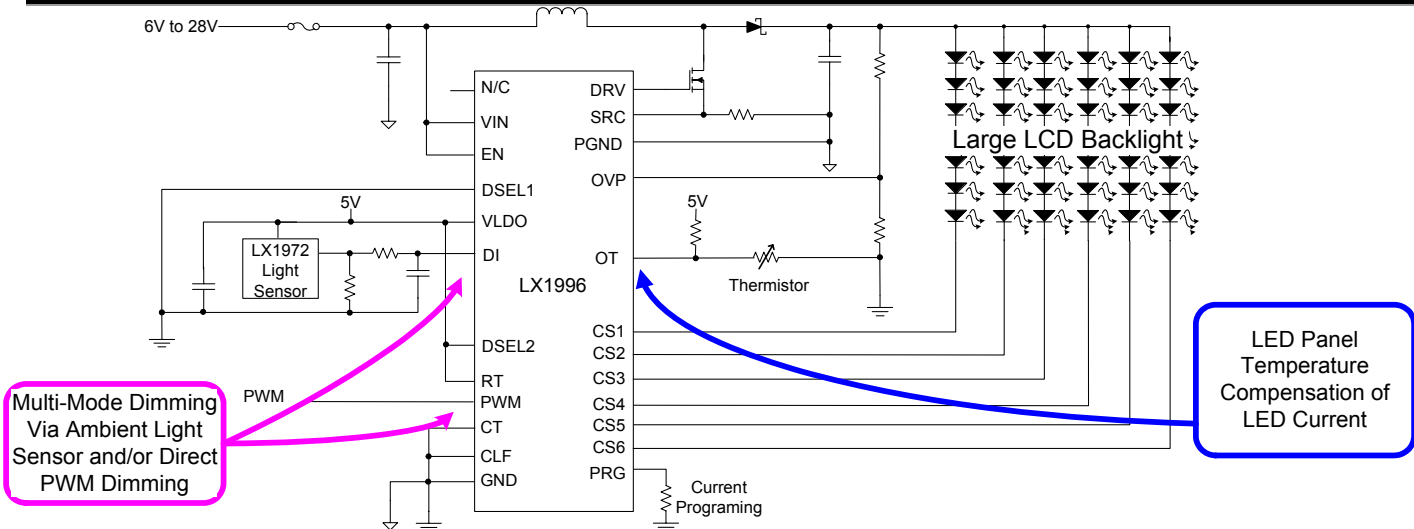 6V to 28V
N/C
VIN
EN
DSEL1
VLDO
DI
DSEL2
RT
PWM
CT
CLF
GND
LX1996
DRV
SRC
PGND
OVP
OT
CS1
CS2
CS3
CS4
CS5
CS6
PRG
5V
LX1972
Light
Sensor
PWM
5V
Thermistor
Current
Programing
Large LCD Backlight
Multi-Mode Dimming
Via Ambient Light
Sensor and/or Direct
PWM Dimming
LED Panel
Temperature
Compensation of
LED Current